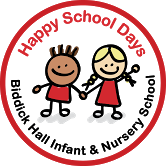 Happy School Days
Biddick Hall Infant & Nursery School